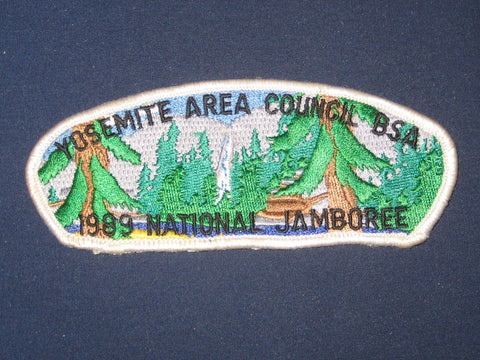 YOSEMITE AREA COUNCIL BSA
1989 NATIONAL JAMBOREE